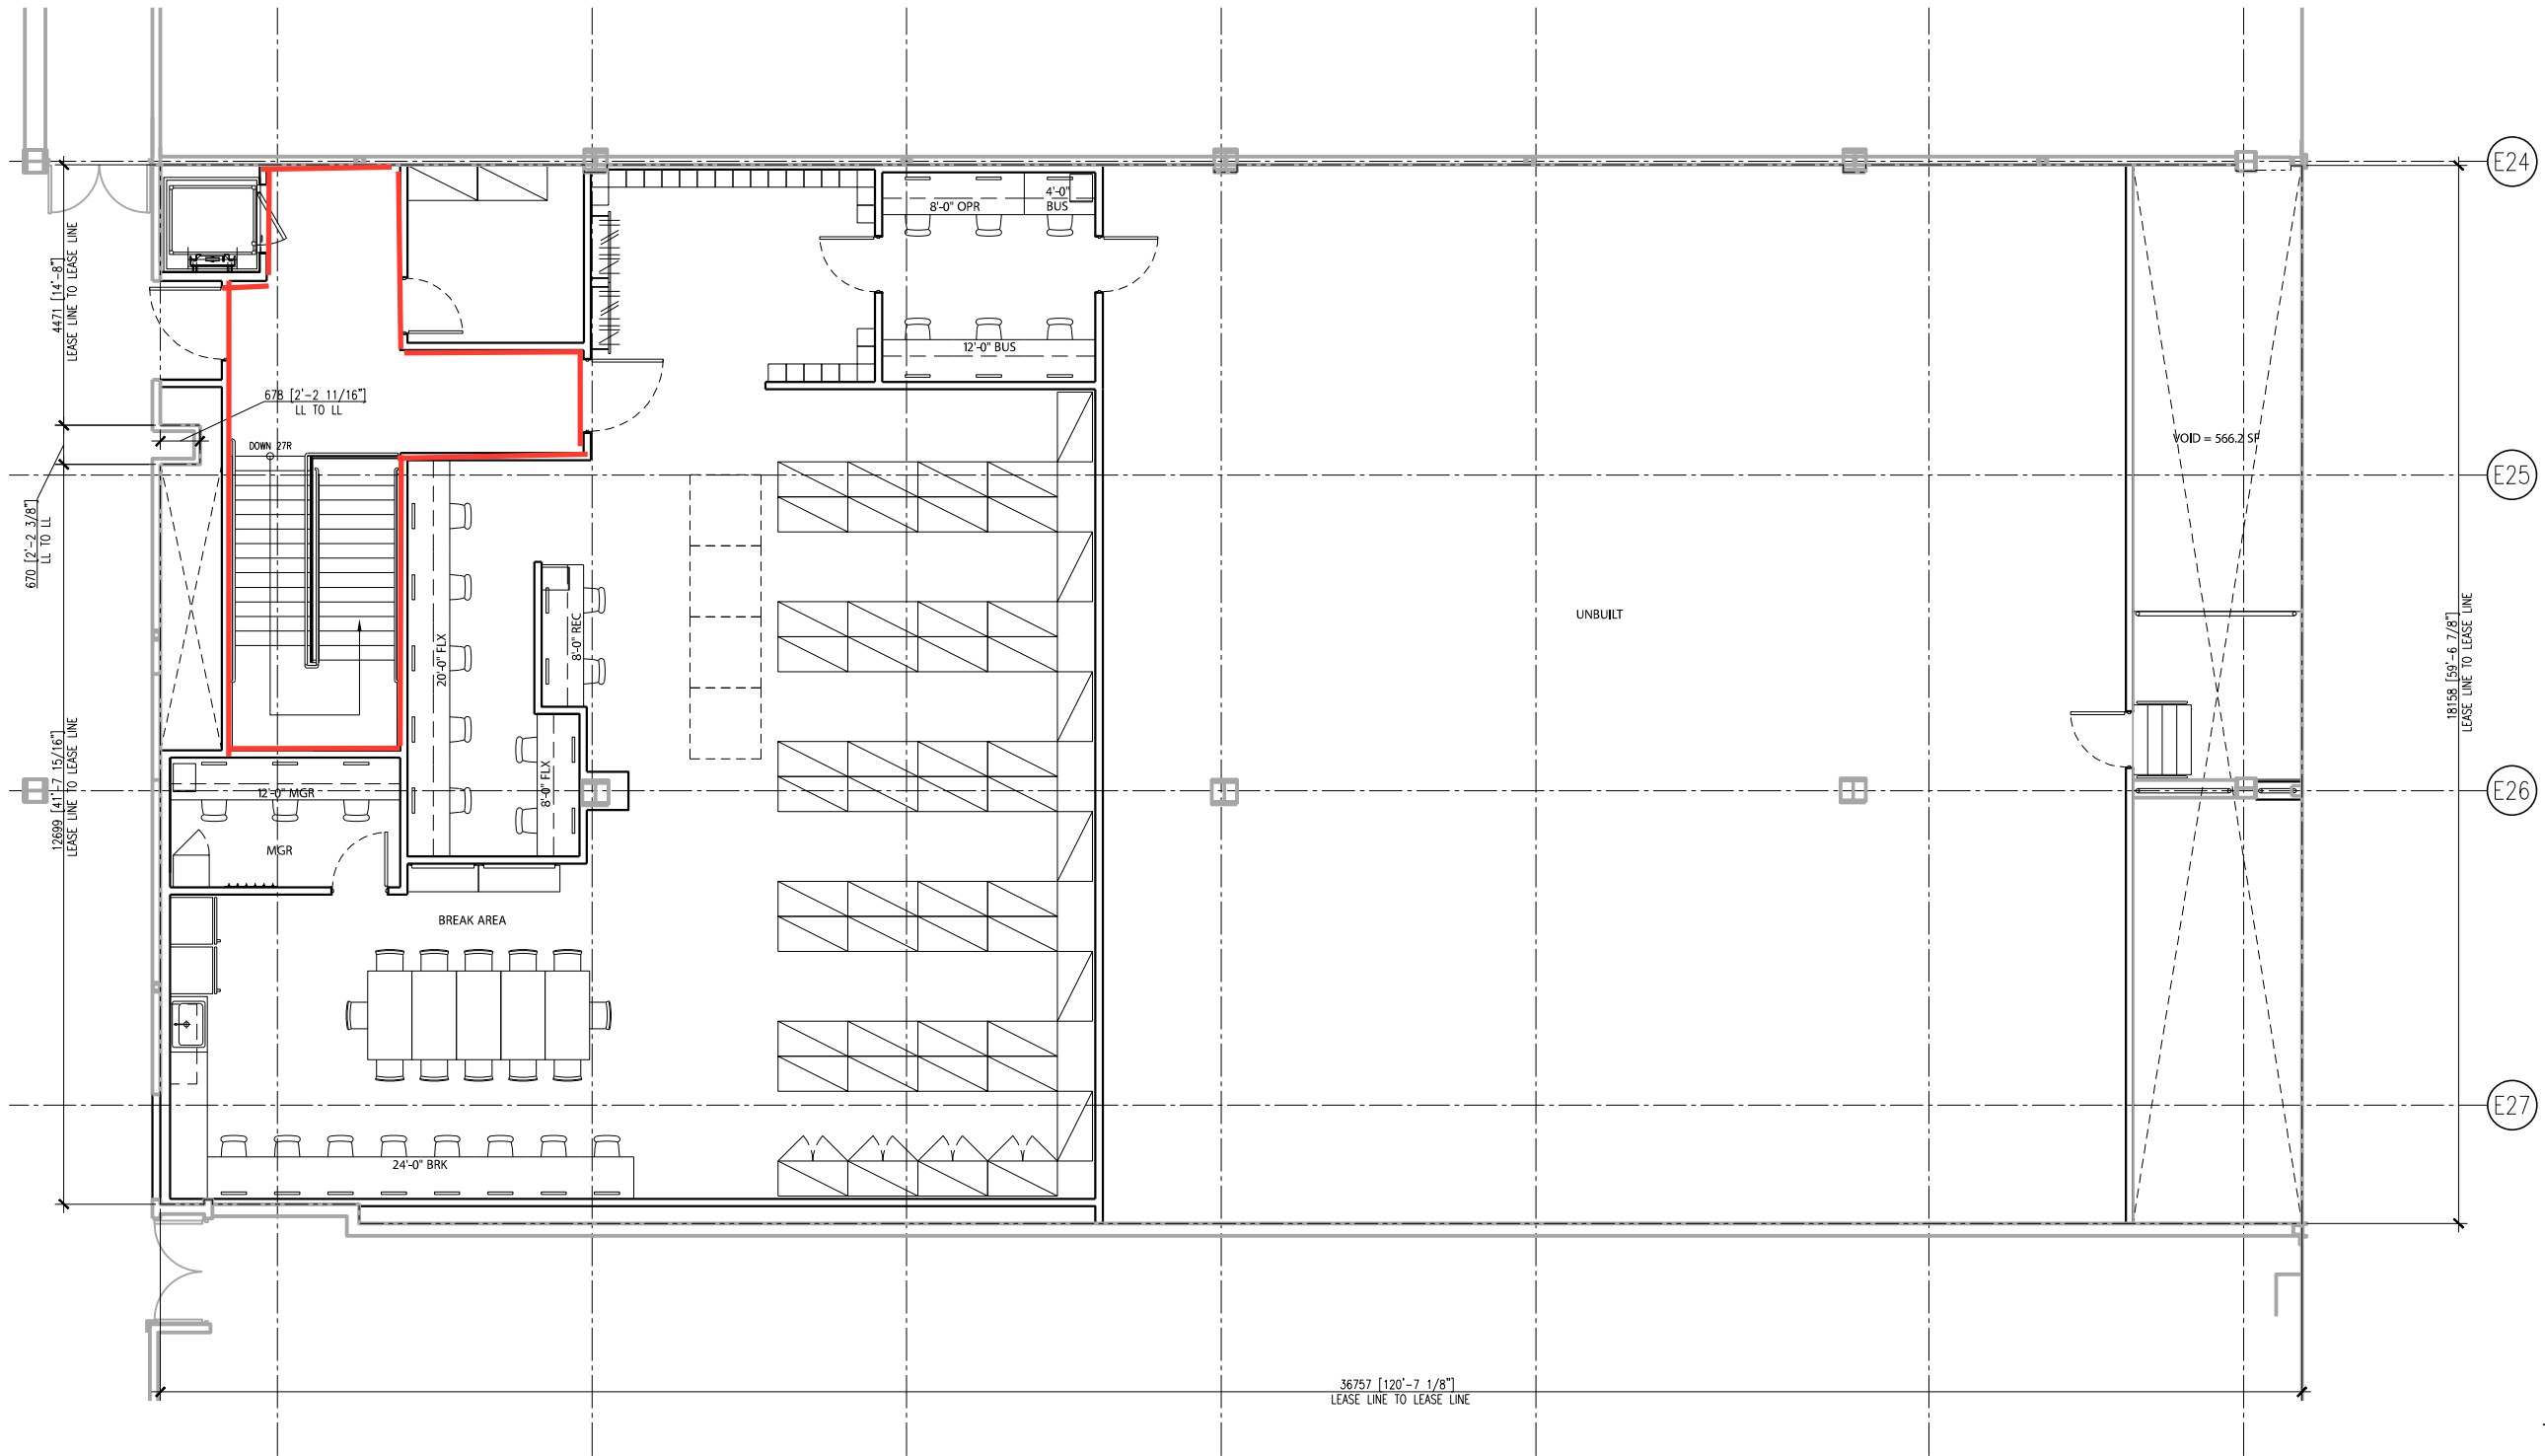 E24
8'-0" OPR
4'-0"
BUS
4471 [14'-8"]
LEASE LINE TO LEASE LINE
12'-0" BUS
678 [2'-2 11/16"]
LL TO LL
DOWN 27R
VOID = 566.2 SF
E25
670 [2'-2 3/8"]
LL TO LL
20'-0" FLX
8'-0" REC
UNBUILT
18158 [59'-6 7/8"]
LEASE LINE TO LEASE LINE
12699 [41'-7 15/16"]
LEASE LINE TO LEASE LINE
12'-0" MGR
8'-0" FLX
E26
MGR
BREAK AREA
E27
24'-0" BRK
36757 [120'-7 1/8"]
LEASE LINE TO LEASE LINE